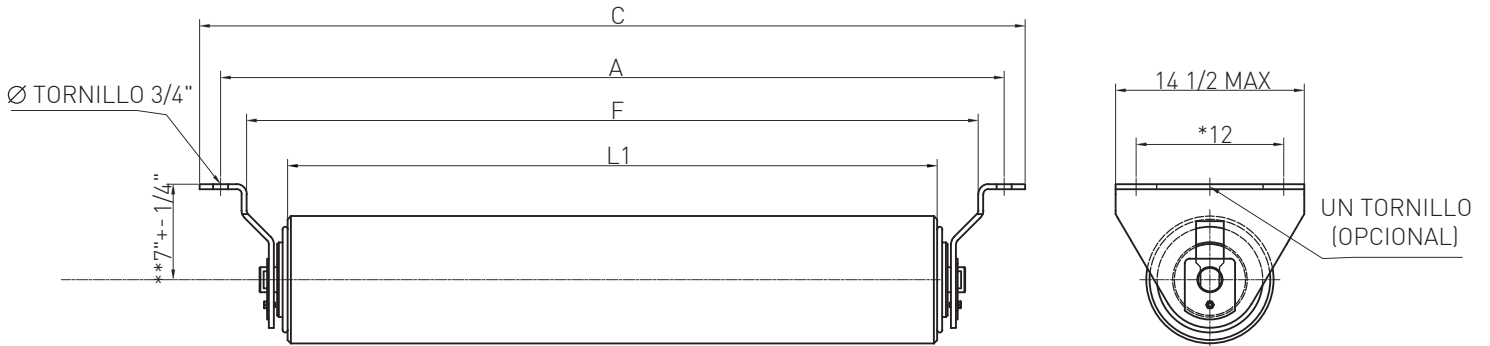 C
A
Ø TORNILLO 3/4"
F
L1
**7"+- 1/4"
14 1/2 MAX
*12
UN TORNILLO
(OPCIONAL)